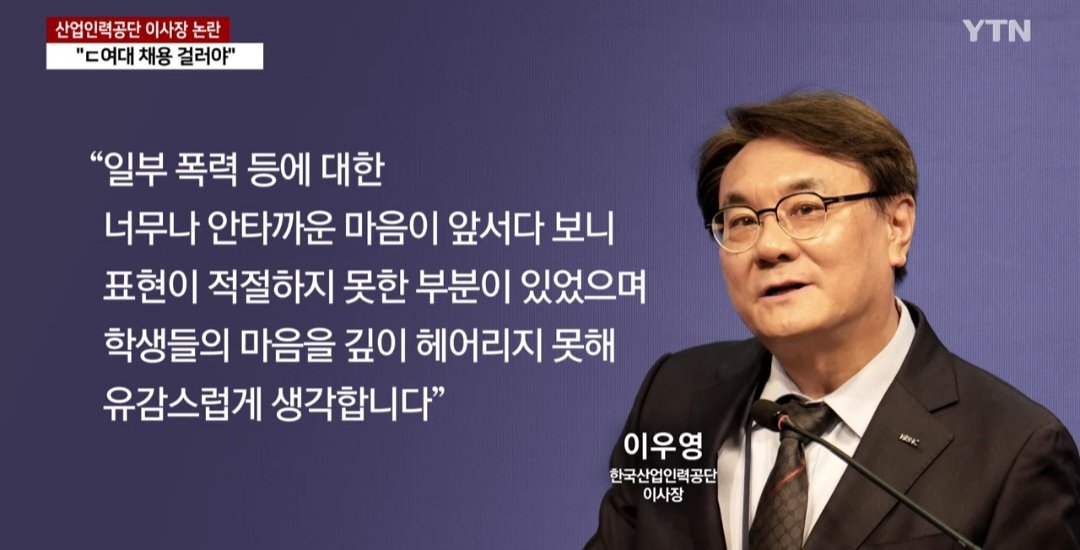 산업인력공단 이사장 논란
"ㄷ여대 채용 걸러야"
YTN
“일부 폭력 등에 대한
너무나 안타까운 마음이 앞서다 보니
표현이 적절하지 못한 부분이 있었으며
학생들의 마음을 깊이 헤어리지 못해
유감스럽게 생각합니다”
이우영
한국산업인력공단
이사장